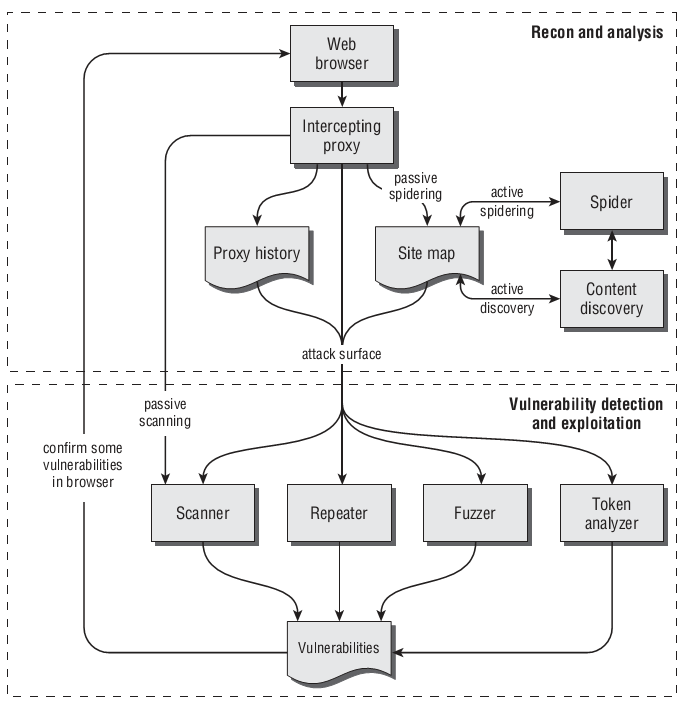 Recon and analysis
Web
browser
Intercepting
proxy
passive
spidering
active
spidering
Spider
Proxy history
Site map
active
discovery
Content
discovery
attack surface
Vulnerability detection
and exploitation
passive
scanning
confirm some
vulnerabilities
in browser
Scanner
Repeater
Fuzzer
Token
analyzer
Vulnerabilities